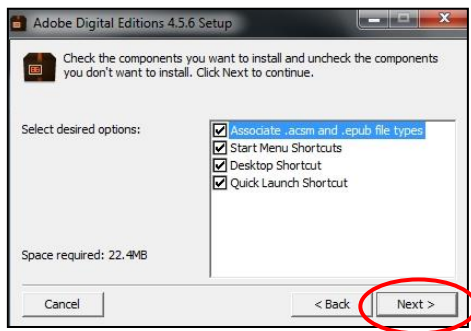 Adobe Digital Editions 4.5.6 Setup
Check the components you want to install and uncheck the components
you don't want to install. Click Next to continue.
Select desired options:
Associate .acsm and .epub file types
Start Menu Shortcuts
Desktop Shortcut
Quick Launch Shortcut
Space required: 22.4MB
Cancel
< Back
Next >